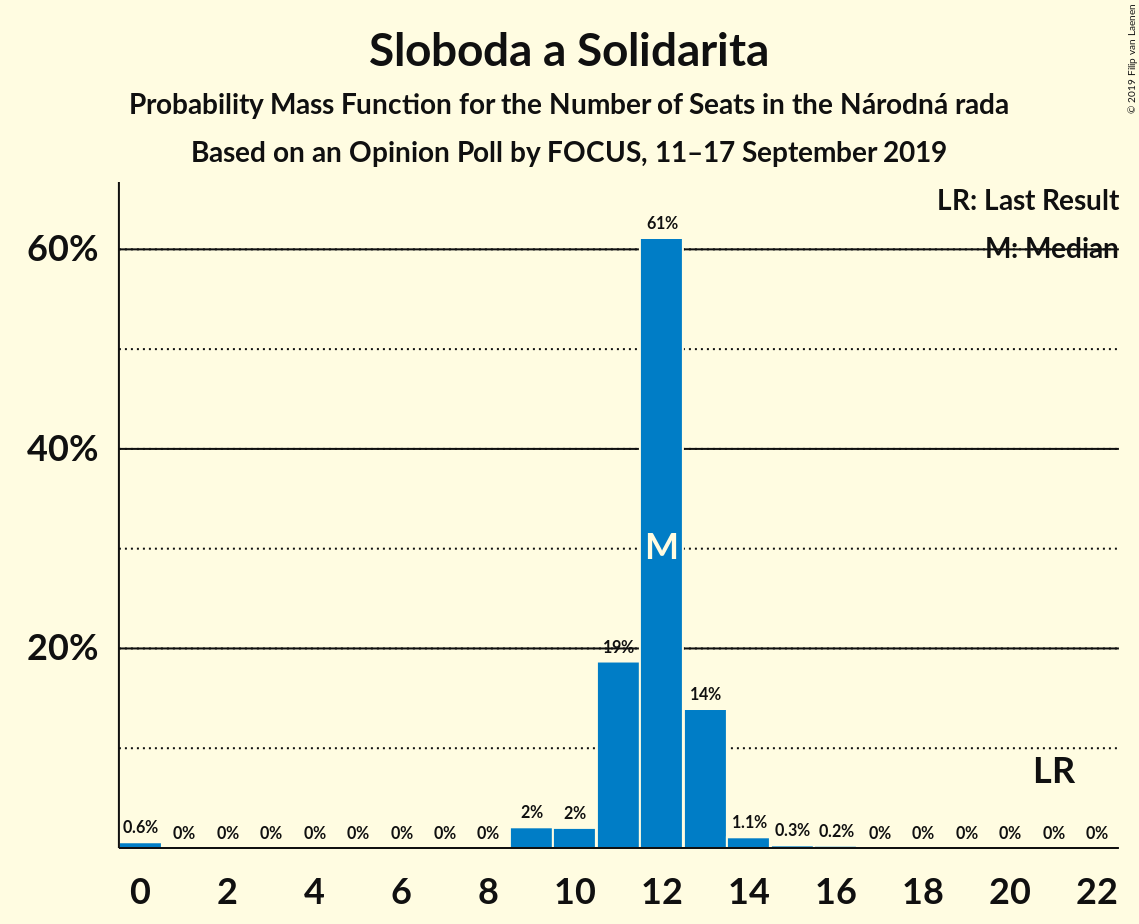 Sloboda a Solidarita
Probability Mass Function for the Number of Seats in the Národná rada
Based on an Opinion Poll by FOCUS, 11–17 September 2019
© 2019 Filip van Laenen
LR: Last Result
M: Median
60%
40%
20%
61%
M
19%
14%
LR
0.6% 0% 0% 0% 0% 0% 0% 0% 0% 2% 2% 1.1% 0.3% 0.2% 0% 0% 0% 0% 0% 0%
0 2 4 6 8 10 12 14 16 18 20 22